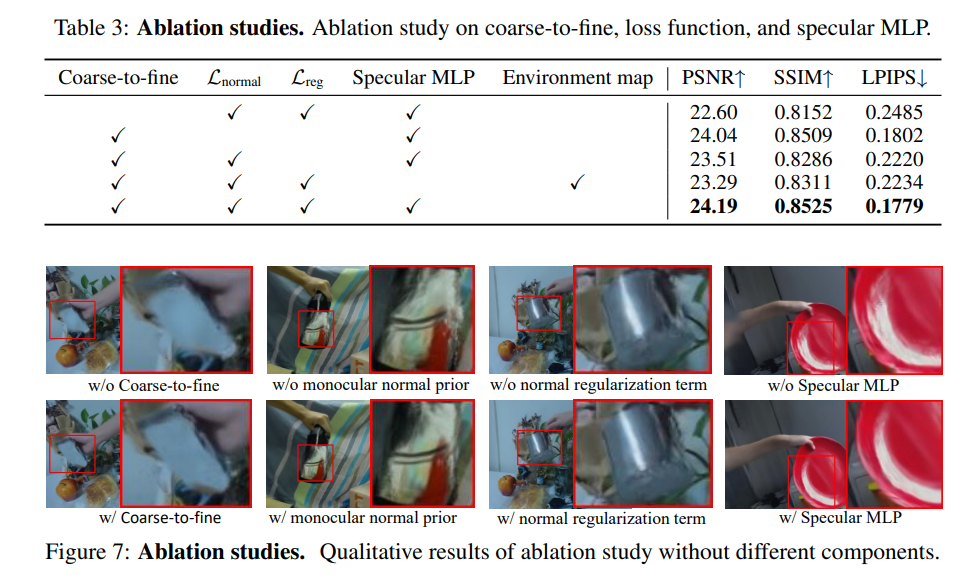 Table 3: Ablation studies. Ablation study on coarse-to-fine, loss function, and specular MLP.
Coarse-to-fine ℒnormal ℒreg Specular MLP Environment map PSNR↑ SSIM↑ LPIPS↓
✓ ✓ ✓ 22.60 0.8152 0.2485
✓ ✓ 24.04 0.8509 0.1802
✓ ✓ ✓ 23.51 0.8286 0.2220
✓ ✓ ✓ ✓ 23.29 0.8311 0.2234
✓ ✓ ✓ ✓ 24.19 0.8525 0.1779
w/o Coarse-to-fine w/o monocular normal prior w/o normal regularization term w/o Specular MLP
w/ Coarse-to-fine w/ monocular normal prior w/ normal regularization term w/ Specular MLP
Figure 7: Ablation studies. Qualitative results of ablation study without different components.